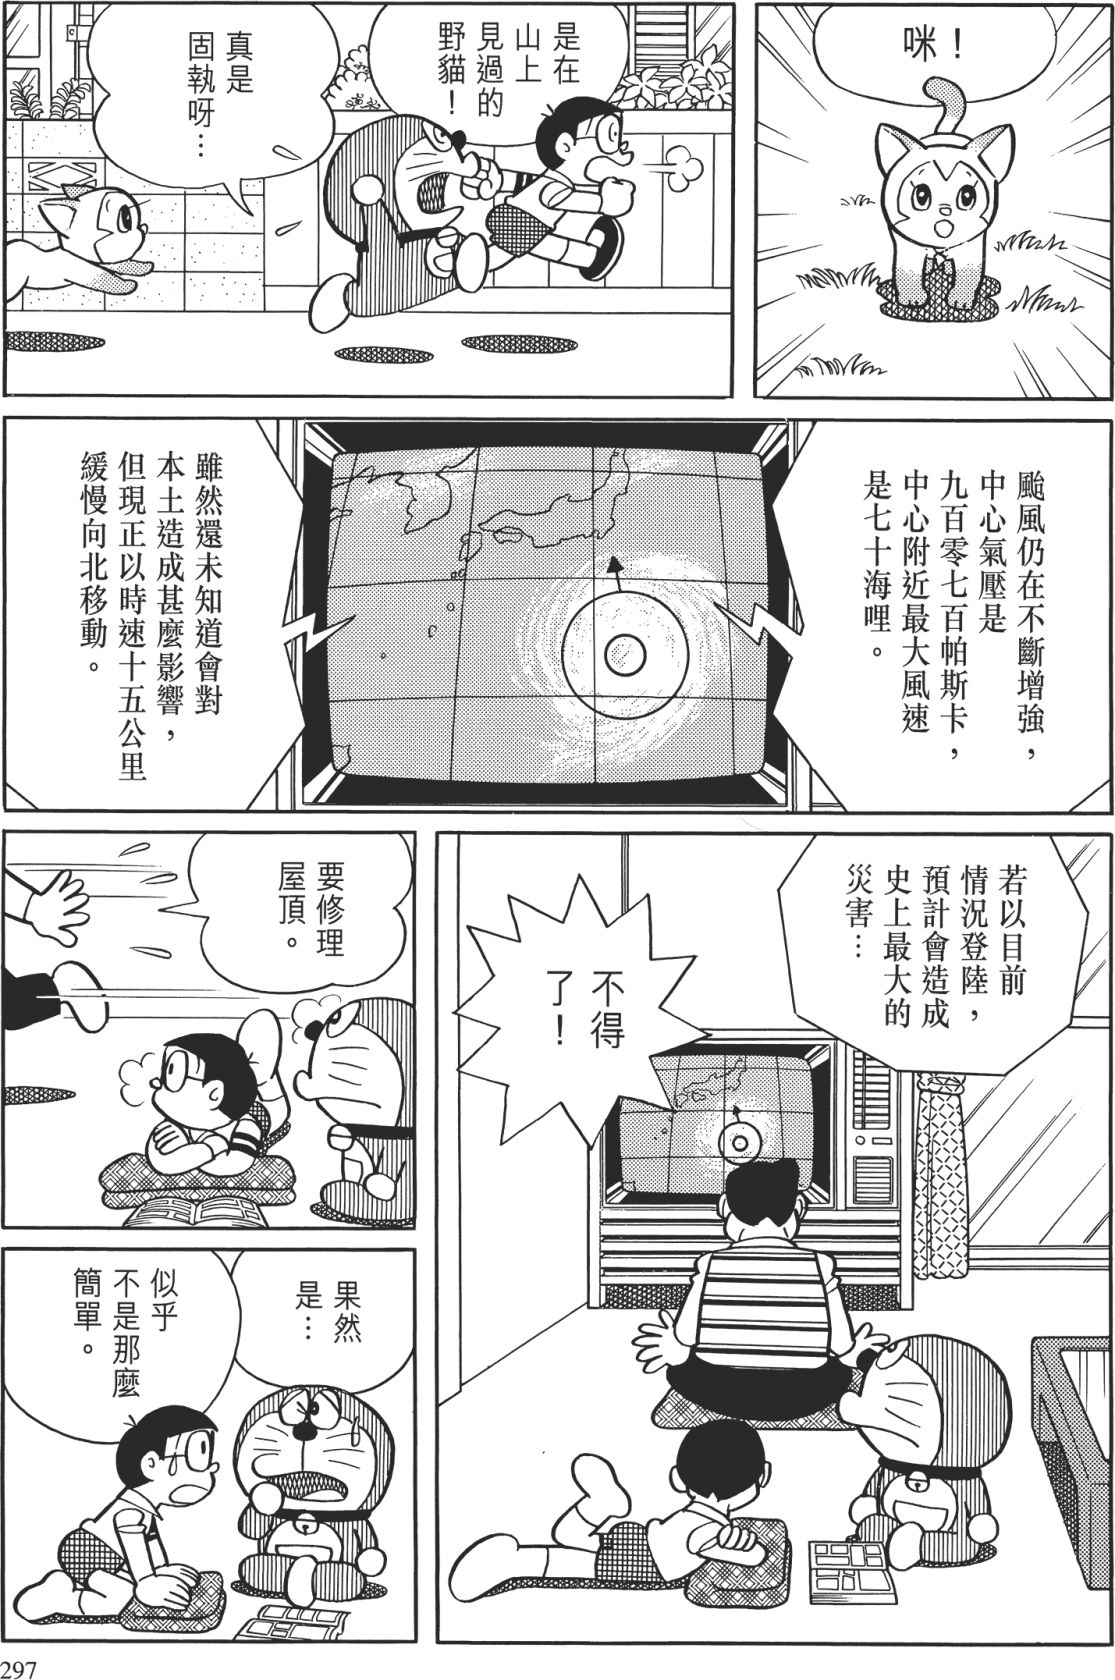 咪！
是在
山上
見過的
野貓！
真是
固執呀…
颱風仍在不斷增強，
中心氣壓是
九百零七百帕斯卡，
中心附近最大風速
是七十海哩。
雖然還未知道會對
本土造成甚麼影響，
但現正以時速十五公里
緩慢向北移動。
若以目前
情況登陸，
預計會造成
史上最大的
災害…
不得
了！
要修理
屋頂。
果然
是…
似乎
不是那麼
簡單。
297